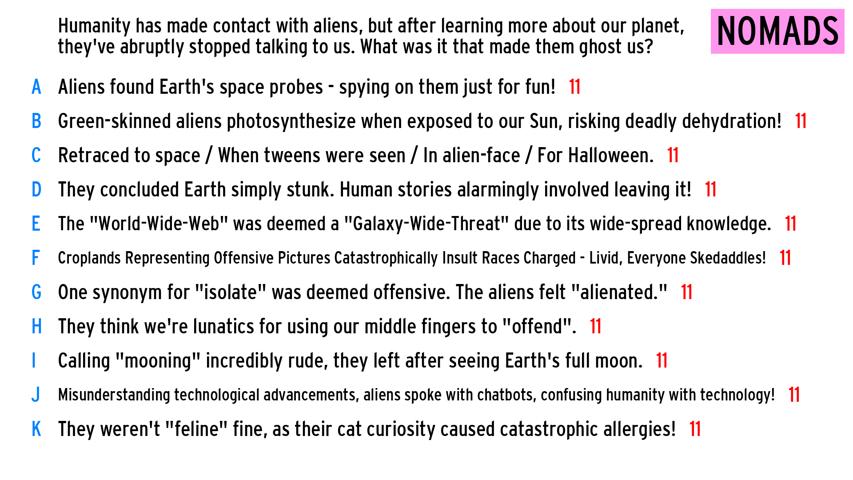 Humanity has made contact with aliens, but after learning more about our planet,
they've abruptly stopped talking to us. What was it that made them ghost us?
NOMADS
A Aliens found Earth's space probes - spying on them just for fun! 11
B Green-skinned aliens photosynthesize when exposed to our Sun, risking deadly dehydration! 11
C Retraced to space / When tweens were seen / In alien-face / For Halloween. 11
D They concluded Earth simply stunk. Human stories alarmingly involved leaving it! 11
E The "World-Wide-Web" was deemed a "Galaxy-Wide-Threat" due to its wide-spread knowledge. 11
F Croplands Representing Offensive Pictures Catastrophically Insult Races Charged - Livid, Everyone Skedaddles! 11
G One synonym for "isolate" was deemed offensive. The aliens felt "alienated." 11
H They think we're lunatics for using our middle fingers to "offend". 11
I Calling "mooning" incredibly rude, they left after seeing Earth's full moon. 11
J Misunderstanding technological advancements, aliens spoke with chatbots, confusing humanity with technology! 11
K They weren't "feline" fine, as their cat curiosity caused catastrophic allergies! 11